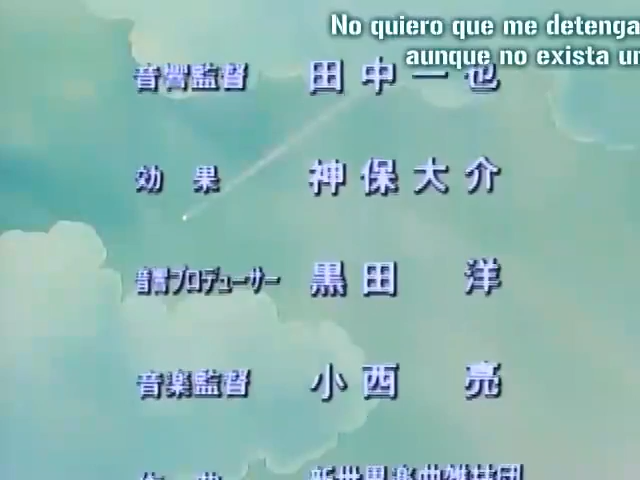 No quiero que me detenga
aunque no exista un
音響監督 田中一也
効果 神保大介
音響プロデューサー 黒田 洋
音楽監督 小西 亮